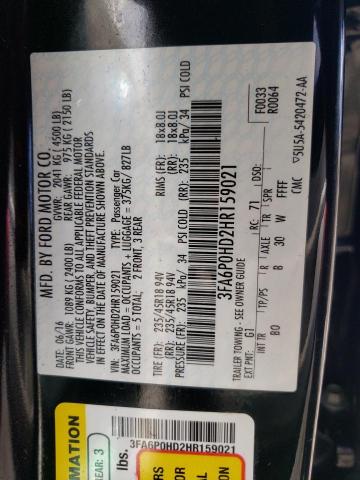 MFD. BY FORD MOTOR CO.
DATE: 06/16 GVWR: 2041 KG (4500 LB)
FRONT GAWR: 1089 KG (2400 LB) REAR GAWR: 975 KG (2150 LB)
THIS VEHICLE CONFORMS TO ALL APPLICABLE FEDERAL MOTOR
VEHICLE SAFETY, BUMPER, AND THEFT PREVENTION STANDARDS
IN EFFECT ON THE DATE OF MANUFACTURE SHOWN ABOVE.
VIN: 3FA6P0HD2HR159021 TYPE: Passenger Car
MAXIMUM LOAD = OCCUPANTS + LUGGAGE = 375KG/ 827LB
OCCUPANTS = 5 TOTAL: 2 FRONT, 3 REAR
TIRE (FR): 235/45R18 94V RIMS (FR): 18x8.0J
(RR): 235/45R18 94V (RR): 18x8.0J
PRESSURE (FR): 235 KPA/ 34 PSI COLD (RR): 235 KPA/ 34 PSI COLD
3FA6P0HD2HR159021
F0033
R0064
TRAILER TOWING - SEE OWNER GUIDE
EXT PNT: G1 RC: 71 DSO:
INT TP/PS R AXLE TR SPR
BO B 30 W FFFF
CMC
5U5A-5420472-AA
3FA6P0HD2HR159021
REAR: 3
lbs.